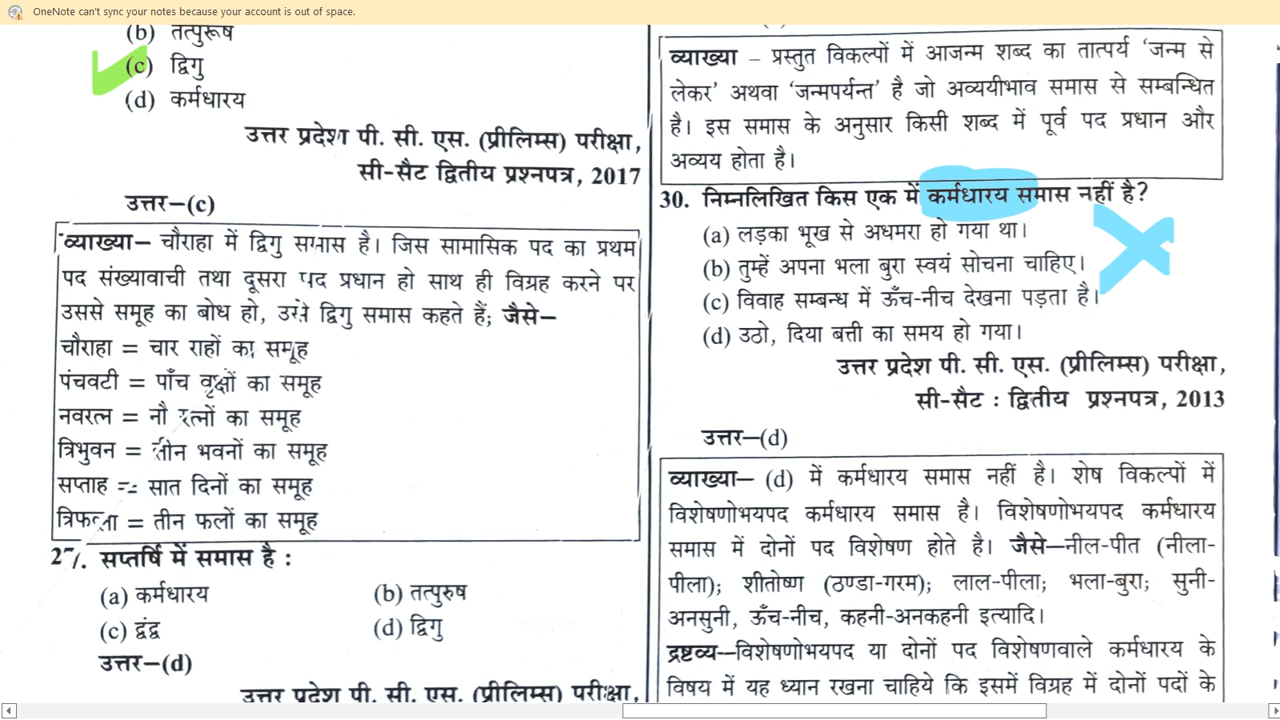 OneNote can't sync your notes because your account is out of space.
(b) तत्पुरूष
(c) द्विगु
(d) कर्मधारय
उत्तर प्रदेश पी. सी. एस. (प्रीलिम्स) परीक्षा,
सी-सैट द्वितीय प्रश्नपत्र, 2017
उत्तर–(c)
व्याख्या– चौराहा में द्विगु समास है। जिस सामासिक पद का प्रथम
पद संख्यावाची तथा दूसरा पद प्रधान हो साथ ही विग्रह करने पर
उससे समूह का बोध हो, उसे द्विगु समास कहते हैं; जैसे–
चौराहा = चार राहों का समूह
पंचवटी = पाँच वृक्षों का समूह
नवरत्न = नौ रत्नों का समूह
त्रिभुवन = तीन भवनों का समूह
सप्ताह = सात दिनों का समूह
त्रिफला = तीन फलों का समूह
27. सप्तर्षि में समास है :
(a) कर्मधारय (b) तत्पुरुष
(c) द्वंद्व (d) द्विगु
उत्तर–(d)
उत्तर प्रदेश पी. सी. एस. (प्रीलिम्स) परीक्षा,
व्याख्या – प्रस्तुत विकल्पों में आजन्म शब्द का तात्पर्य 'जन्म से
लेकर' अथवा 'जन्मपर्यन्त' है जो अव्ययीभाव समास से सम्बन्धित
है। इस समास के अनुसार किसी शब्द में पूर्व पद प्रधान और
अव्यय होता है।
30. निम्नलिखित किस एक में कर्मधारय समास नहीं है?
(a) लड़का भूख से अधमरा हो गया था।
(b) तुम्हें अपना भला बुरा स्वयं सोचना चाहिए।
(c) विवाह सम्बन्ध में ऊँच-नीच देखना पड़ता है।
(d) उठो, दिया बत्ती का समय हो गया।
उत्तर प्रदेश पी. सी. एस. (प्रीलिम्स) परीक्षा,
सी-सैट : द्वितीय प्रश्नपत्र, 2013
उत्तर–(d)
व्याख्या– (d) में कर्मधारय समास नहीं है। शेष विकल्पों में
विशेषणोभयपद कर्मधारय समास है। विशेषणोभयपद कर्मधारय
समास में दोनों पद विशेषण होते है। जैसे–नील-पीत (नीला-
पीला); शीतोष्ण (ठण्डा-गरम); लाल-पीला; भला-बुरा; सुनी-
अनसुनी, ऊँच-नीच, कहनी-अनकहनी इत्यादि।
द्रष्टव्य–विशेषणोभयपद या दोनों पद विशेषणवाले कर्मधारय के
विषय में यह ध्यान रखना चाहिये कि इसमें विग्रह में दोनों पदों के